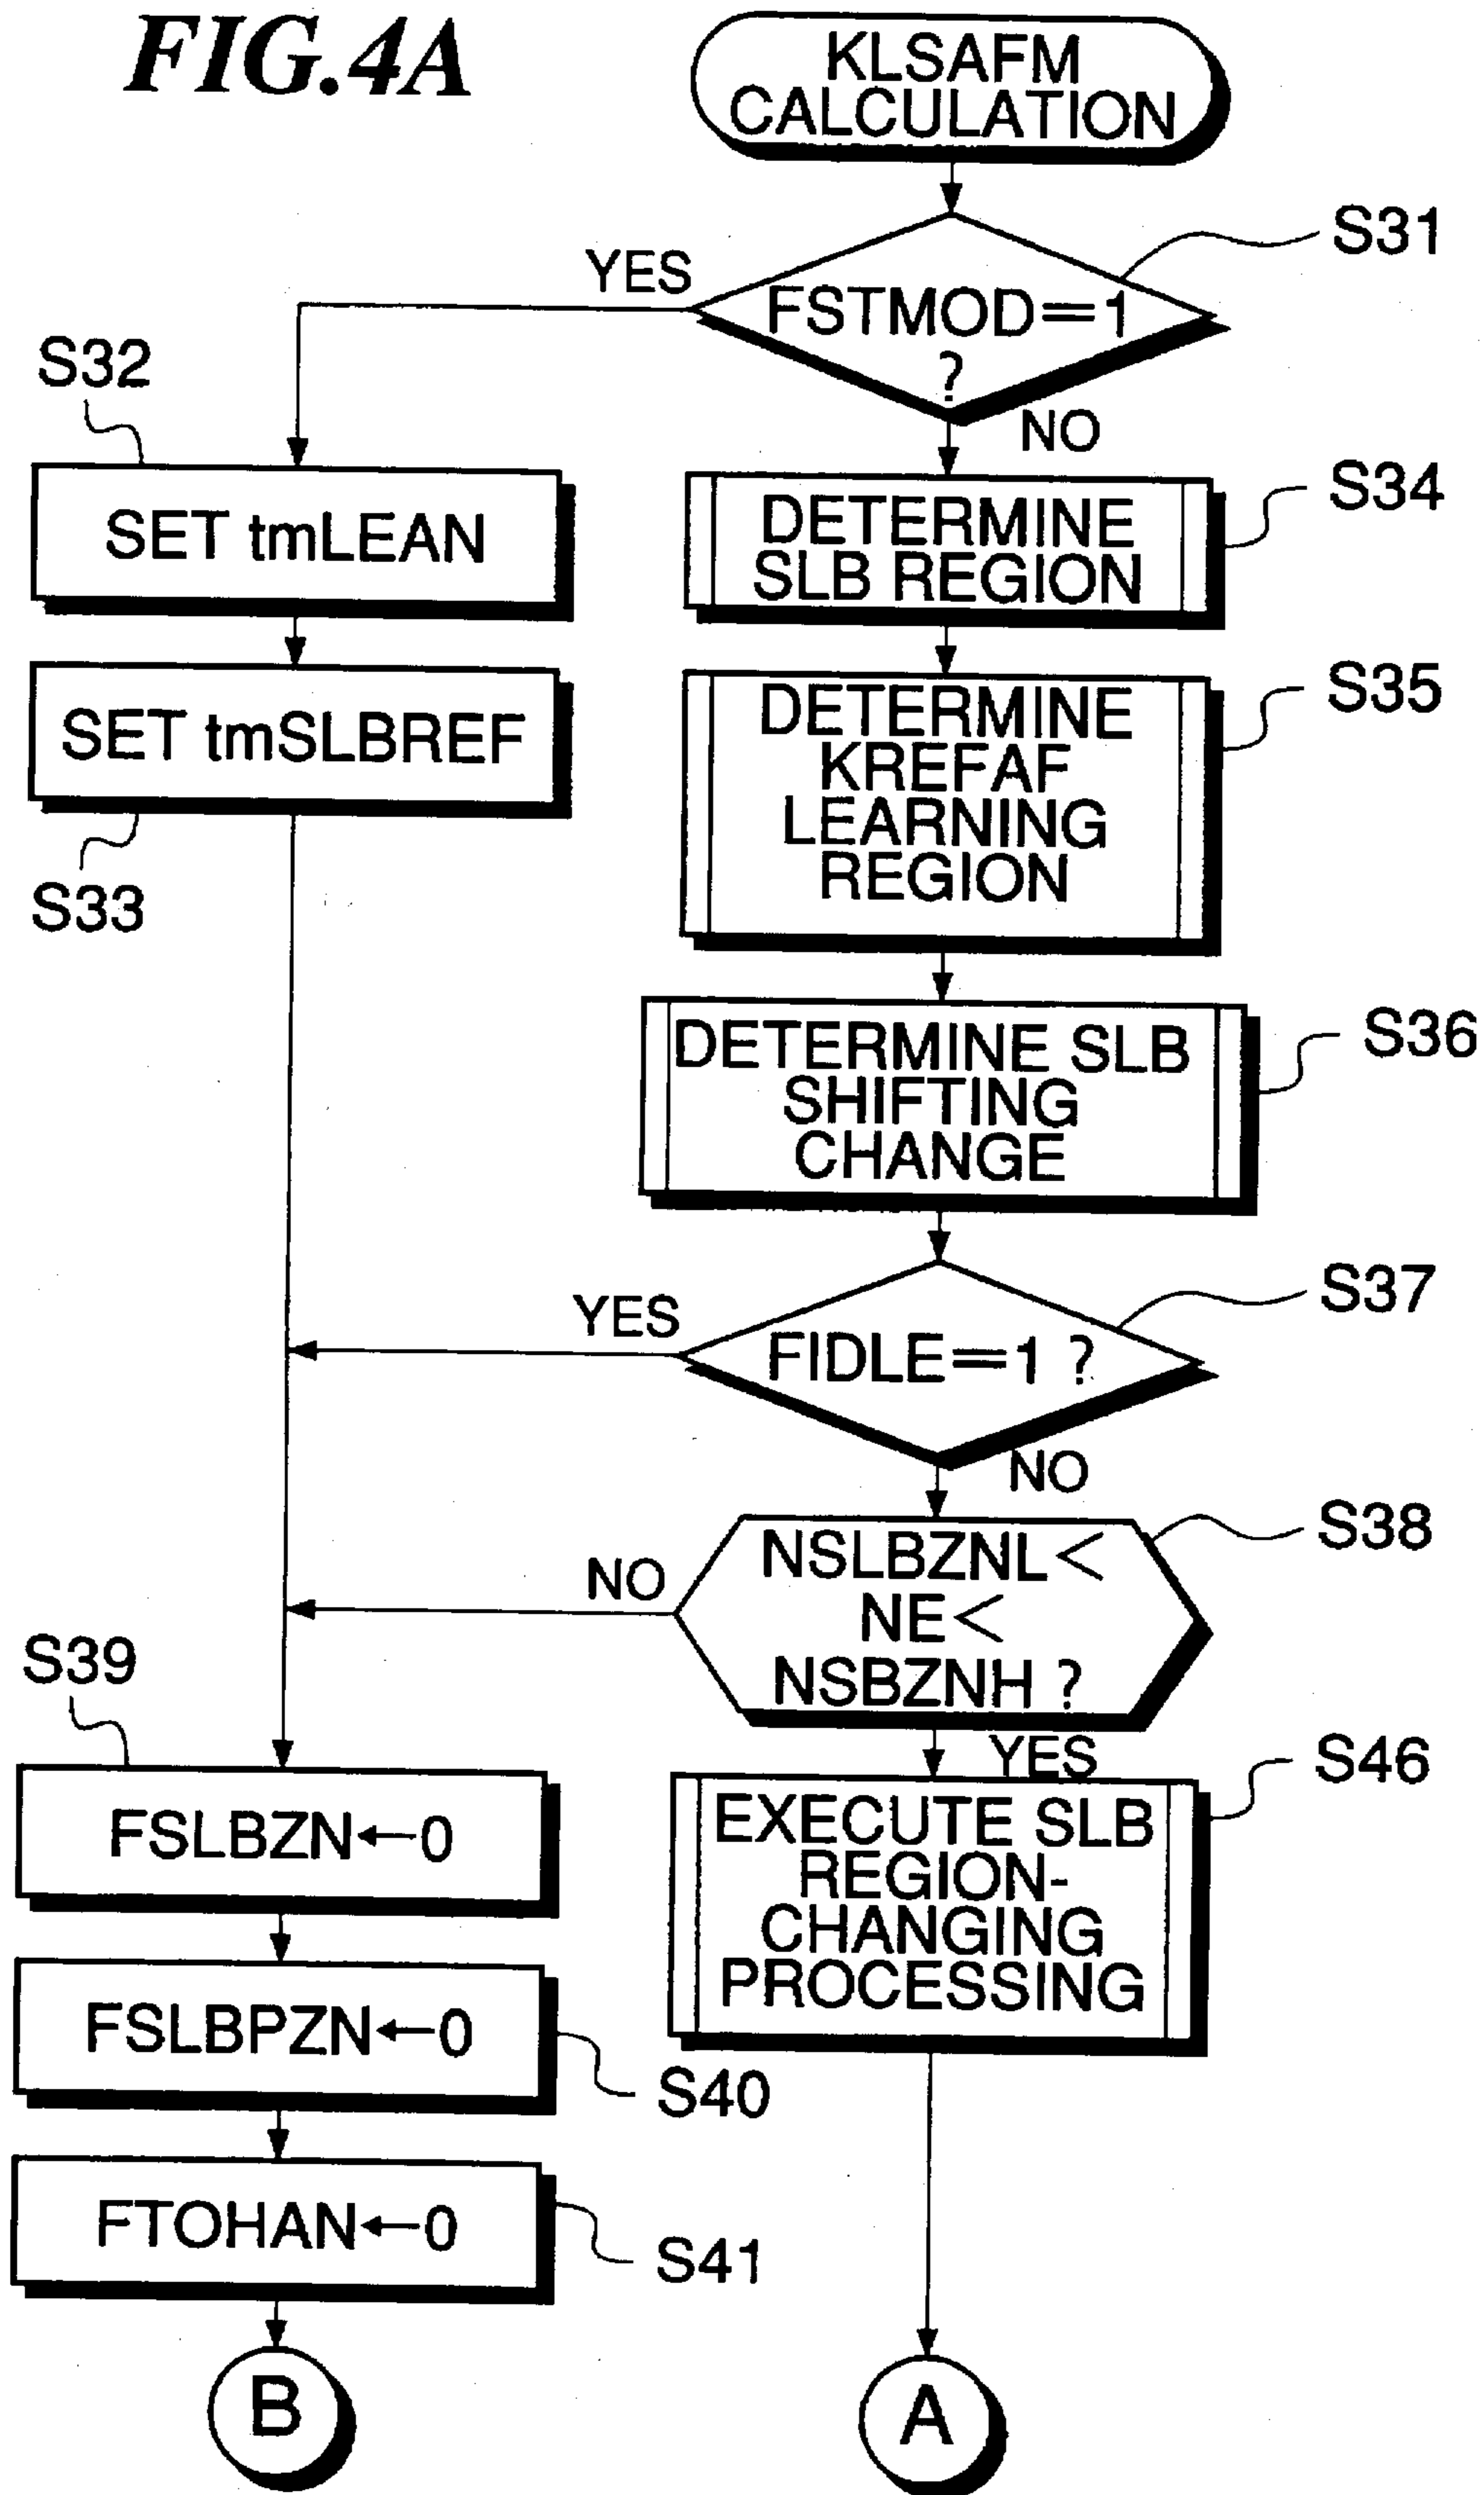 FIG.4A
KLSAFM
CALCULATION
S31
YES
FSTMOD=1
?
NO
S32
SET tmLEAN
S34
DETERMINE
SLB REGION
SET tmSLBREF
S33
S35
DETERMINE
KREFAF
LEARNING
REGION
S36
DETERMINE SLB
SHIFTING
CHANGE
S37
YES
FIDLE=1 ?
NO
S38
NO
NSLBZNL<
NE<
NSBZNH ?
YES
S39
FSLBZN←0
S46
EXECUTE SLB
REGION-
CHANGING
PROCESSING
FSLBPZN←0
S40
FTOHAN←0
S41
B
A